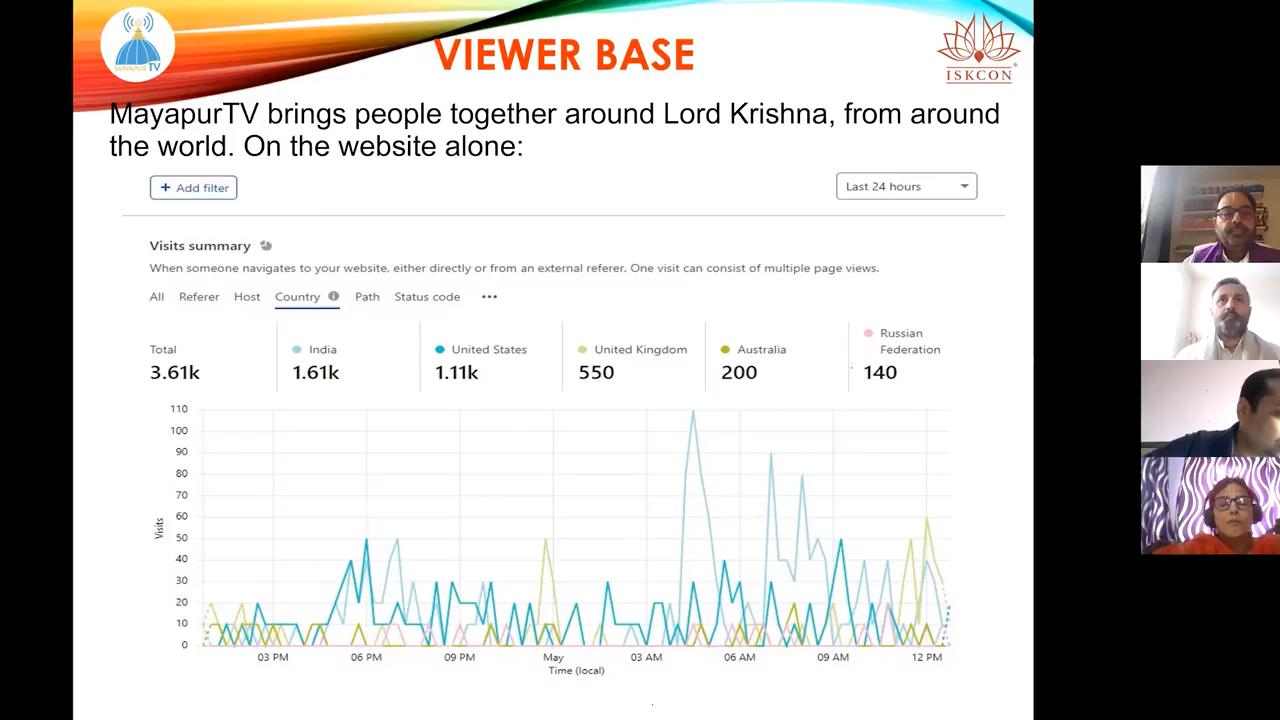 MAYAPUR TV
VIEWER BASE
ISKCON
MayapurTV brings people together around Lord Krishna, from around
the world. On the website alone:
+ Add filter
Last 24 hours
Visits summary
When someone navigates to your website, either directly or from an external referer. One visit can consist of multiple page views.
All Referer Host Country Path Status code •••
Total
3.61k
India
1.61k
United States
1.11k
United Kingdom
550
Australia
200
Russian
Federation
140
110
100
90
80
70
60
50
40
30
20
10
0
Visits
03 PM 06 PM 09 PM May 03 AM 06 AM 09 AM 12 PM
Time (local)